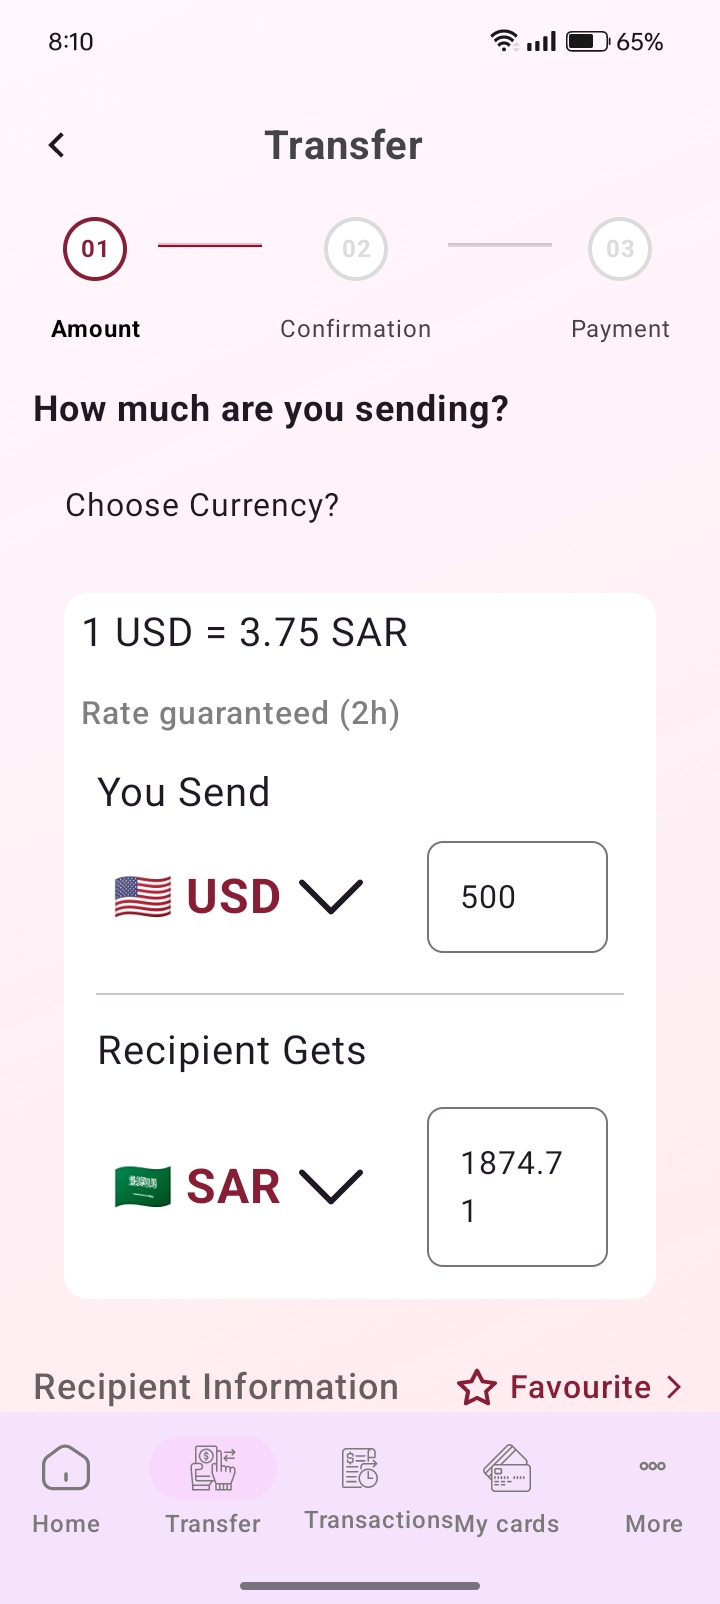 8:10
65%
Transfer
01
02
03
Amount
Confirmation
Payment
How much are you sending?
Choose Currency?
1 USD = 3.75 SAR
Rate guaranteed (2h)
You Send
USD
500
Recipient Gets
SAR
1874.7
1
Recipient Information
Favourite
Home
Transfer
Transactions
My cards
More